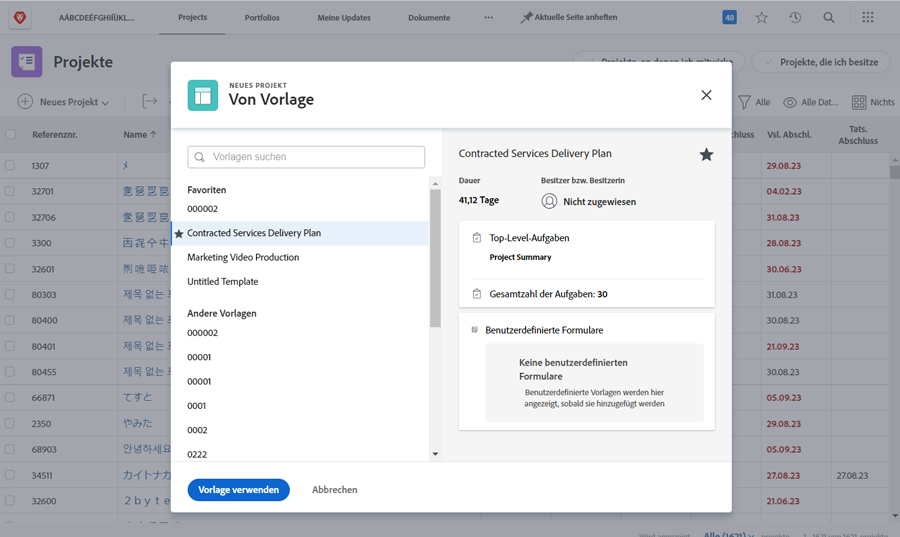 ÁÀBCDEÉFGHIÍJKL...
Projects
Portfolios
Meine Updates
Dokumente
Aktuelle Seite anheften
48
Projekte
Projekte, die ich besitze
Neues Projekt
Alle
Alle Dat...
Nichts
Referenznr.
Name
Vsl. Abschl.
Tats. Abschluss
1307
29.08.23
32701
04.02.23
32706
31.08.23
3300
28.08.23
32601
30.06.23
80303
제목 없는
31.08.23
80400
제목 없는
30.08.23
80401
제목 없는
21.09.23
80455
제목 없는
30.08.23
66871
てすと
05.09.23
2350
やみた
29.08.23
68903
안녕하세요
05.09.23
34511
カイトナカ
27.08.23
27.08.23
32600
２ｂｙｔｅ
21.06.23
NEUES PROJEKT
Von Vorlage
Vorlagen suchen
Favoriten
000002
Contracted Services Delivery Plan
Marketing Video Production
Untitled Template
Andere Vorlagen
000002
00001
00001
0001
0002
0222
Contracted Services Delivery Plan
Dauer
Besitzer bzw. Besitzerin
41,12 Tage
Nicht zugewiesen
Top-Level-Aufgaben
Project Summary
Gesamtzahl der Aufgaben: 30
Benutzerdefinierte Formulare
Keine benutzerdefinierten
Formulare
Benutzerdefinierte Vorlagen werden hier
angezeigt, sobald sie hinzugefügt werden
Vorlage verwenden
Abbrechen